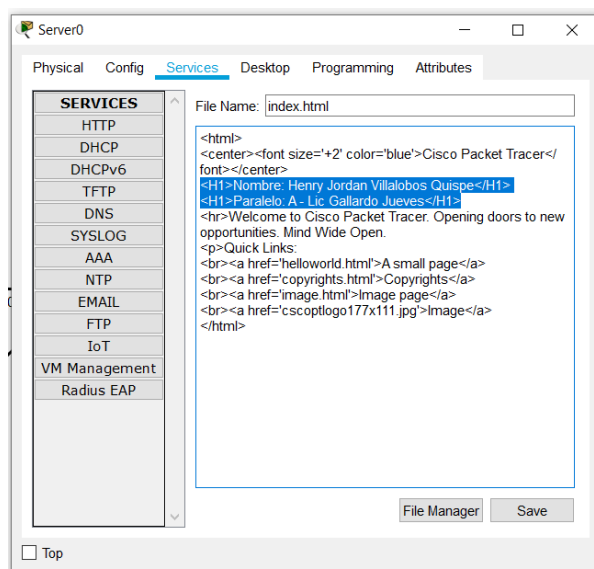 Server0
Physical Config Services Desktop Programming Attributes
SERVICES
HTTP
DHCP
DHCPv6
TFTP
DNS
SYSLOG
AAA
NTP
EMAIL
FTP
IoT
VM Management
Radius EAP
File Name: index.html
<html>
<center><font size='+2' color='blue'>Cisco Packet Tracer</
font></center>
<H1>Nombre: Henry Jordan Villalobos Quispe</H1>
<H1>Paralelo: A - Lic Gallardo Jueves</H1>
<hr>Welcome to Cisco Packet Tracer. Opening doors to new
opportunities. Mind Wide Open.
<p>Quick Links:
<br><a href='helloworld.html'>A small page</a>
<br><a href='copyrights.html'>Copyrights</a>
<br><a href='image.html'>Image page</a>
<br><a href='cscoptlogo177x111.jpg'>Image</a>
</html>
File Manager Save
Top